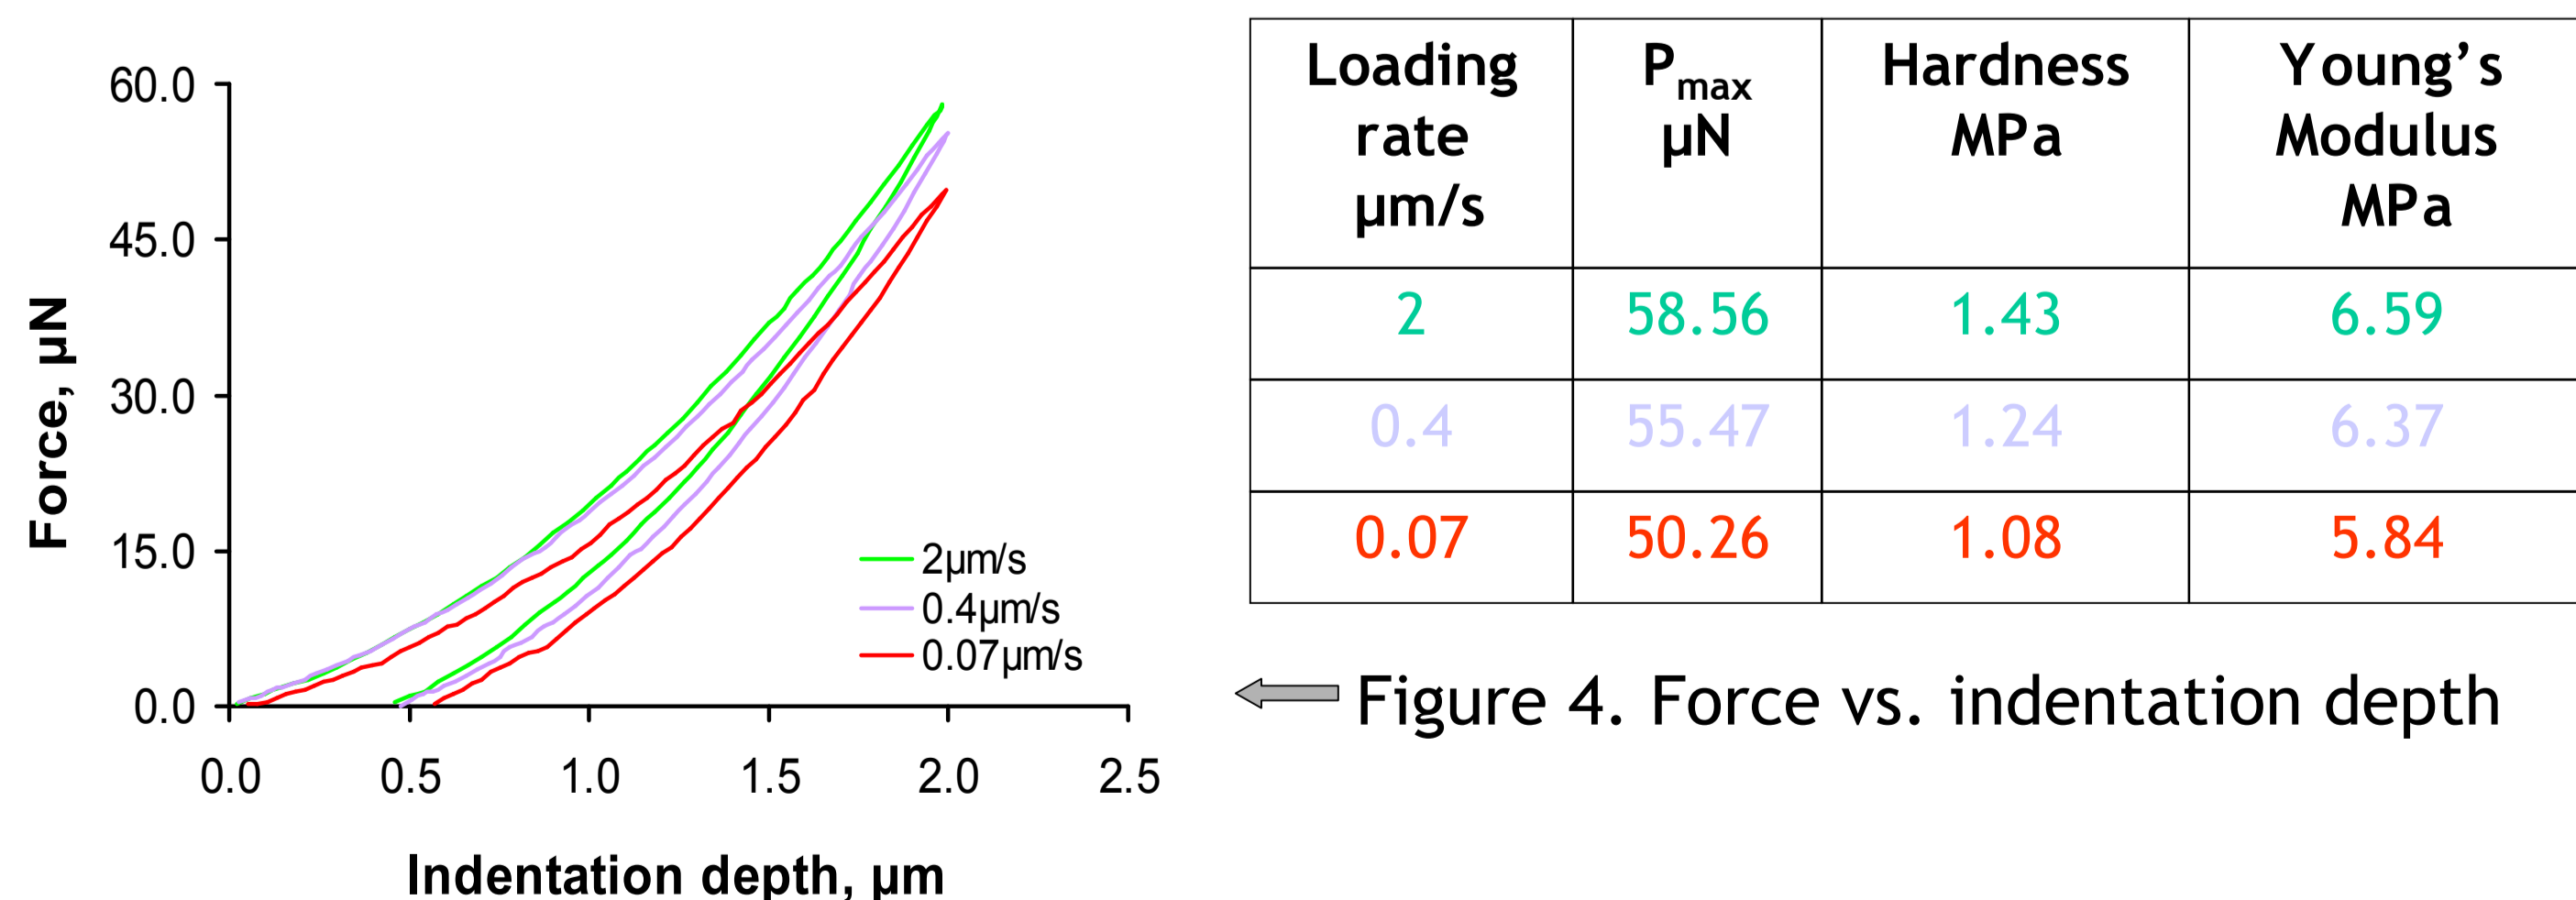 60.0
45.0
30.0
15.0
0.0
Force, µN
0.0 0.5 1.0 1.5 2.0 2.5
Indentation depth, µm
2µm/s
0.4µm/s
0.07µm/s
Loading rate µm/s
Pmax µN
Hardness MPa
Young's Modulus MPa
2 58.56 1.43 6.59
0.4 55.47 1.24 6.37
0.07 50.26 1.08 5.84
Figure 4. Force vs. indentation depth